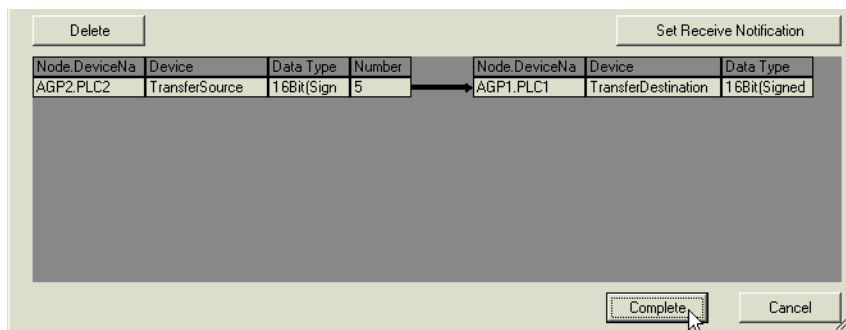 Delete Set Receive Notification
Node.DeviceNa Device Data Type Number Node.DeviceNa Device Data Type
AGP2.PLC2 TransferSource 16Bit(Sign 5 AGP1.PLC1 TransferDestination 16Bit(Signed
Complete Cancel